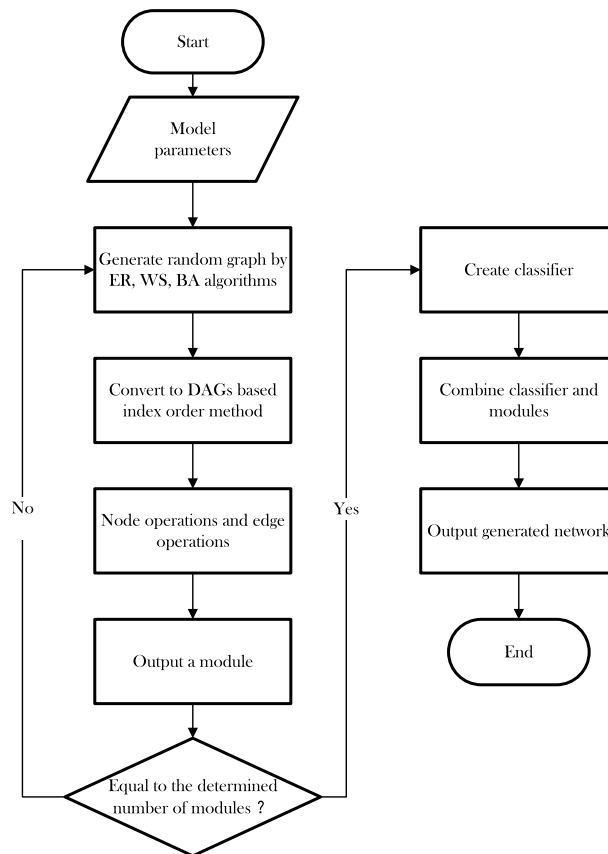 Start
Model
parameters
Generate random graph by
ER, WS, BA algorithms
Convert to DAGs based
index order method
Node operations and edge
operations
Output a module
Equal to the determined
number of modules ?
No
Yes
Create classifier
Combine classifier and
modules
Output generated network
End